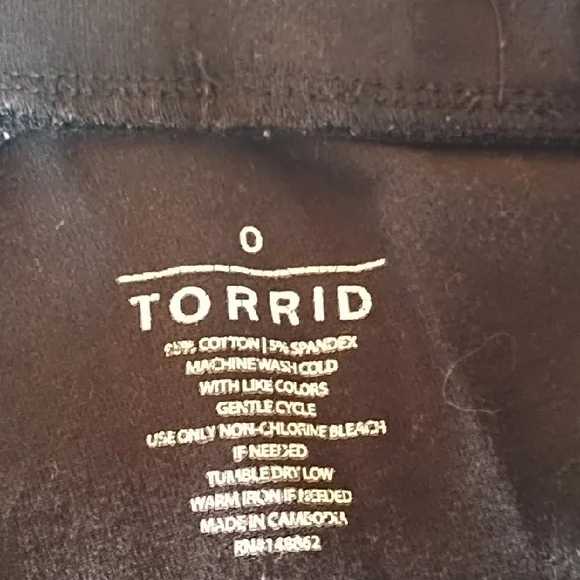 0
TORRID
95% COTTON | 5% SPANDEX
MACHINE WASH COLD
WITH LIKE COLORS
GENTLE CYCLE
USE ONLY NON-CHLORINE BLEACH
IF NEEDED
TUMBLE DRY LOW
WARM IRON IF NEEDED
MADE IN CAMBODIA
RN#148862